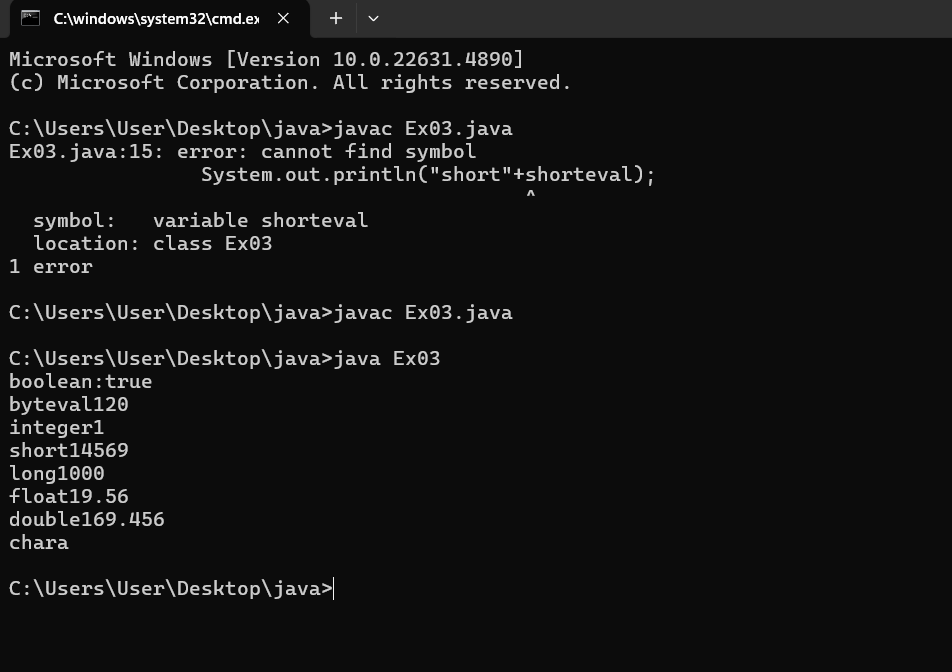 C:\windows\system32\cmd.ex
Microsoft Windows [Version 10.0.22631.4890]
(c) Microsoft Corporation. All rights reserved.
C:\Users\User\Desktop\java>javac Ex03.java
Ex03.java:15: error: cannot find symbol
                System.out.println("short"+shorteval);
                                           ^
  symbol:   variable shorteval
  location: class Ex03
1 error
C:\Users\User\Desktop\java>javac Ex03.java
C:\Users\User\Desktop\java>java Ex03
boolean:true
byteval120
integer1
short14569
long1000
float19.56
double169.456
chara
C:\Users\User\Desktop\java>